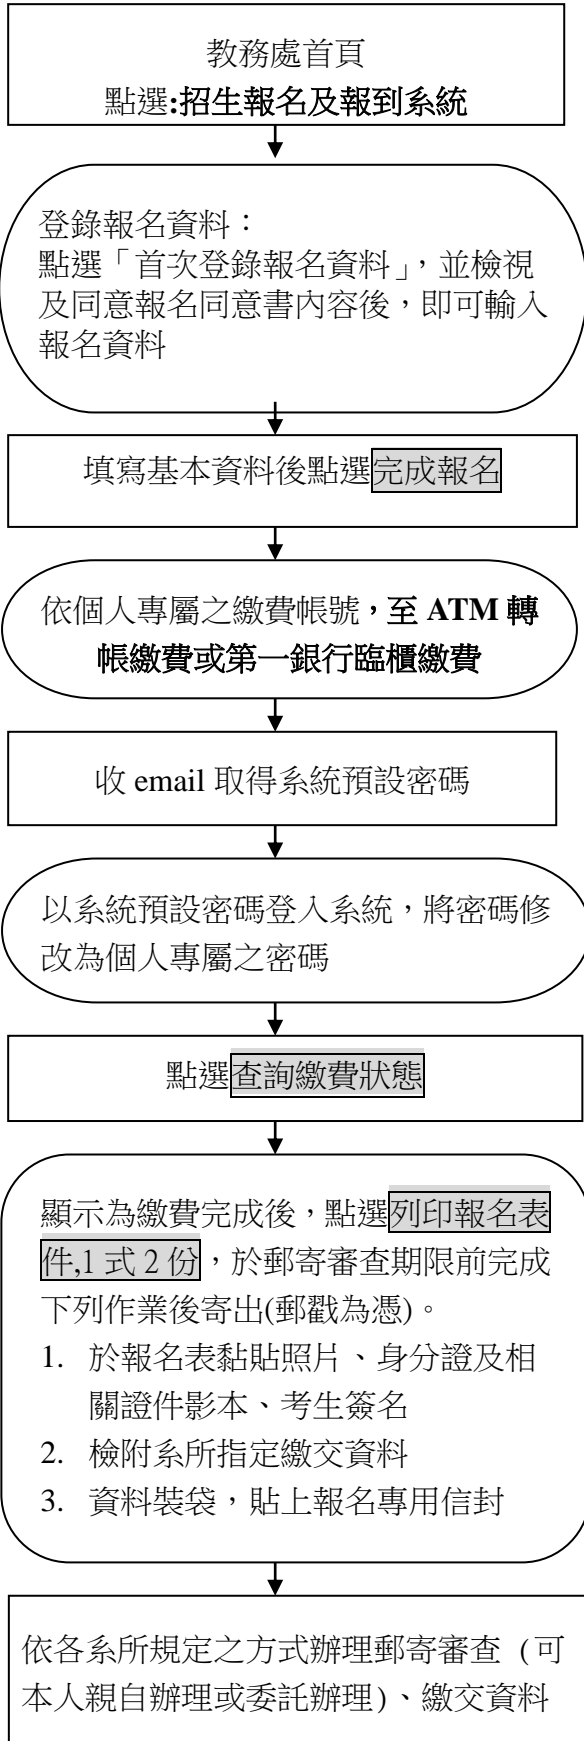 教務處首頁
點選:招生報名及報到系統
登錄報名資料：
點選「首次登錄報名資料」，並檢視
及同意報名同意書內容後，即可輸入
報名資料
填寫基本資料後點選完成報名
依個人專屬之繳費帳號，至 ATM 轉
帳繳費或第一銀行臨櫃繳費
收 email 取得系統預設密碼
以系統預設密碼登入系統，將密碼修
改為個人專屬之密碼
點選查詢繳費狀態
顯示為繳費完成後，點選列印報名表
件,1 式 2 份，於郵寄審查期限前完成
下列作業後寄出(郵戳為憑)。
1. 於報名表黏貼照片、身分證及相
關證件影本、考生簽名
2. 檢附系所指定繳交資料
3. 資料裝袋，貼上報名專用信封
依各系所規定之方式辦理郵寄審查 (可
本人親自辦理或委託辦理)、繳交資料